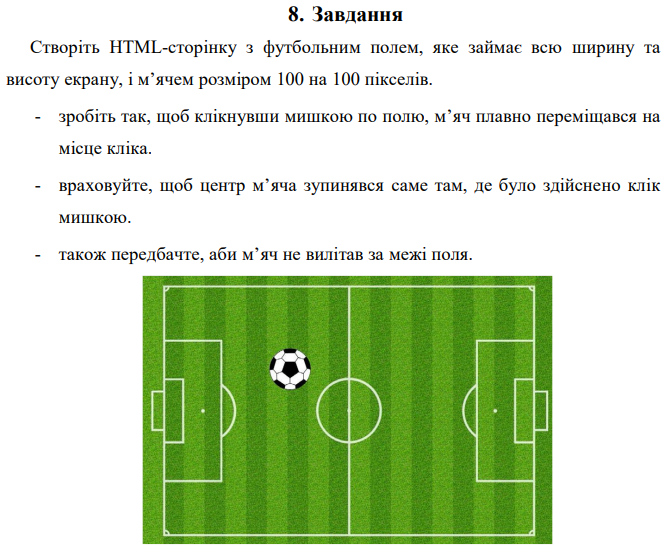 8. Завдання
Створіть HTML-сторінку з футбольним полем, яке займає всю ширину та
висоту екрану, і м’ячем розміром 100 на 100 пікселів.
- зробіть так, щоб клікнувши мишкою по полю, м’яч плавно переміщався на
місце кліка.
- враховуйте, щоб центр м’яча зупинявся саме там, де було здійснено клік
мишкою.
- також передбачте, аби м’яч не вилітав за межі поля.